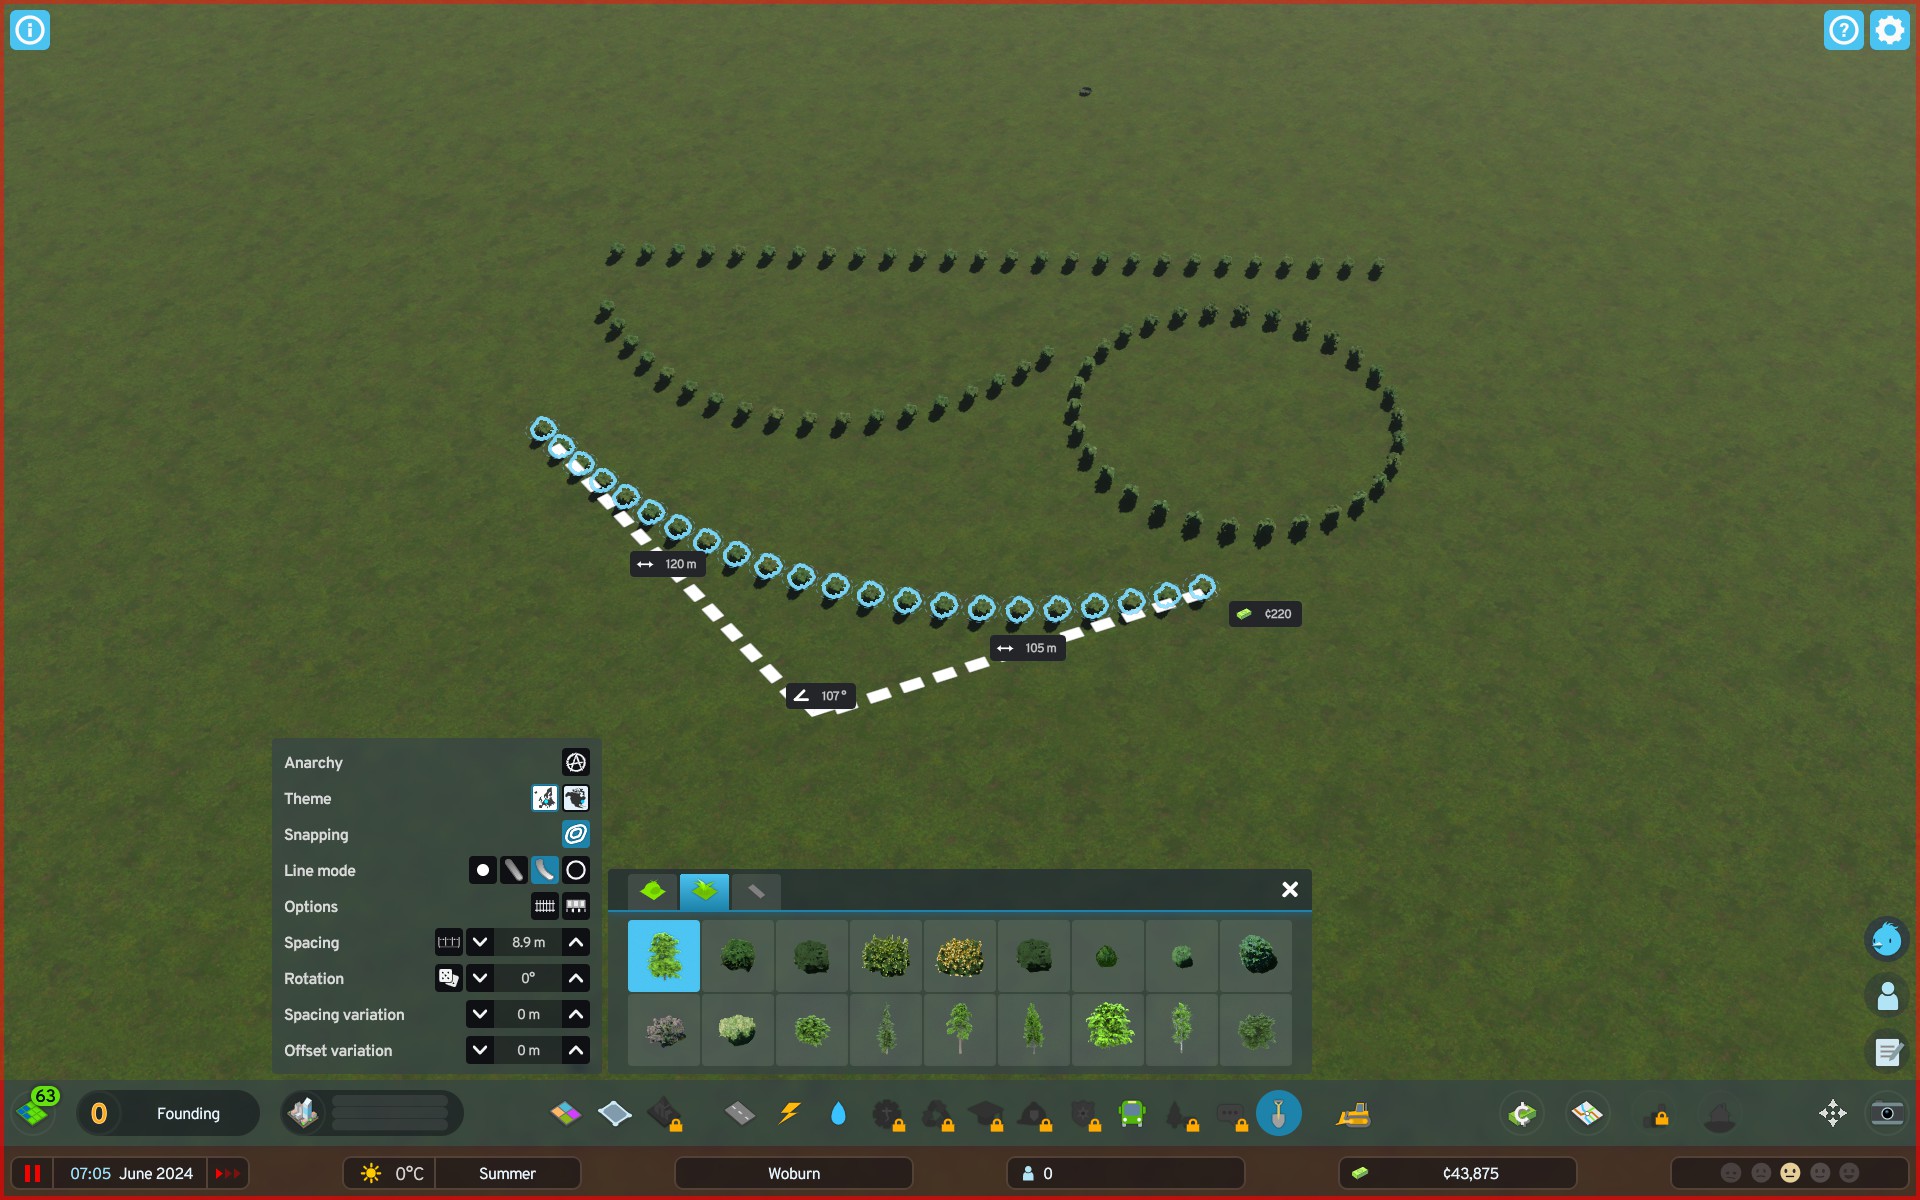 120 m
¢220
105 m
107°
Anarchy
Theme
Snapping
Line mode
Options
Spacing 8.9 m
Rotation 0°
Spacing variation 0 m
Offset variation 0 m
63
0 Founding
07:05 June 2024
0°C Summer
Woburn
0
¢43,875